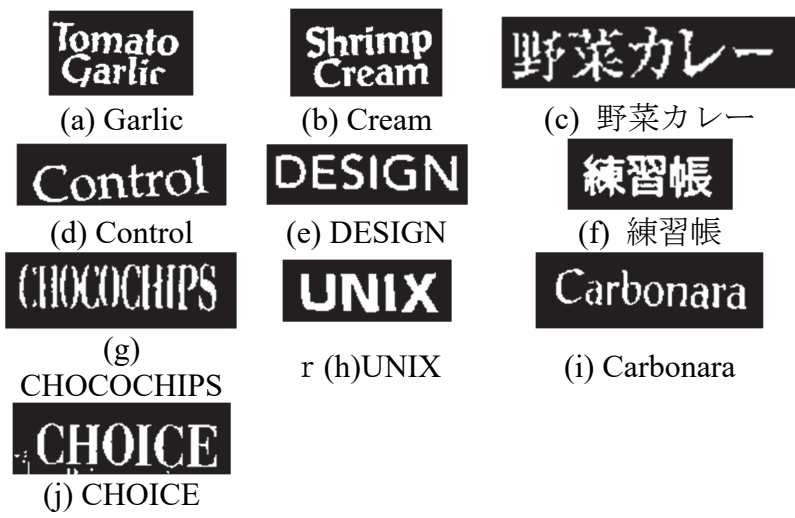 Tomato Garlic
Shrimp Cream
野菜カレー
(a) Garlic
(b) Cream
(c) 野菜カレー
Control
DESIGN
練習帳
(d) Control
(e) DESIGN
(f) 練習帳
CHOCOCHIPS
UNIX
Carbonara
(g) CHOCOCHIPS
r (h)UNIX
(i) Carbonara
CHOICE
(j) CHOICE